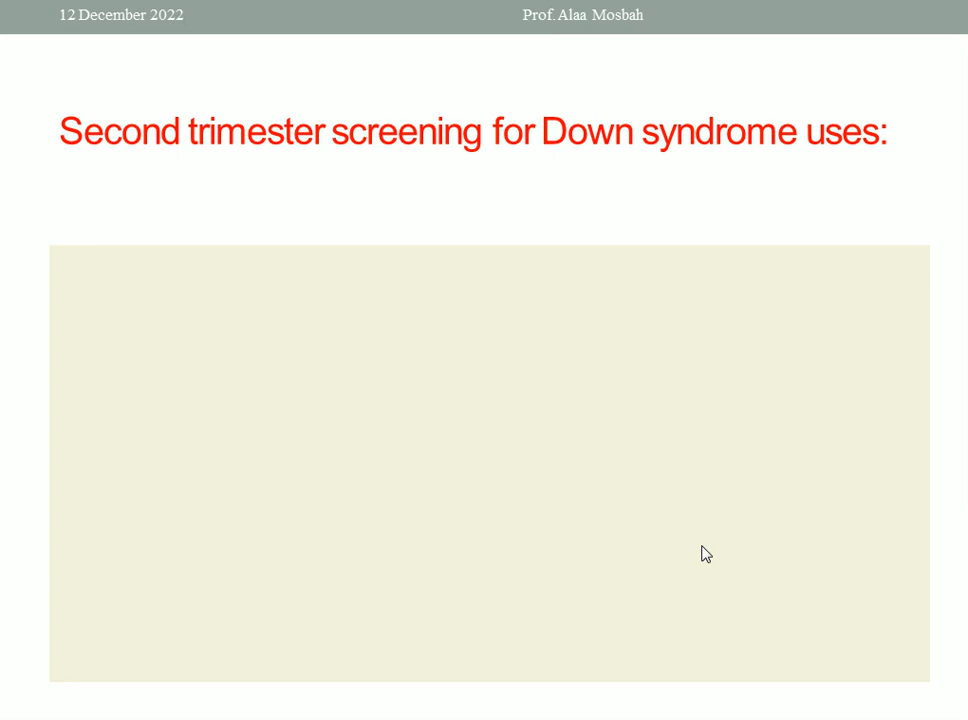 12 December 2022
Prof. Alaa Mosbah
Second trimester screening for Down syndrome uses: